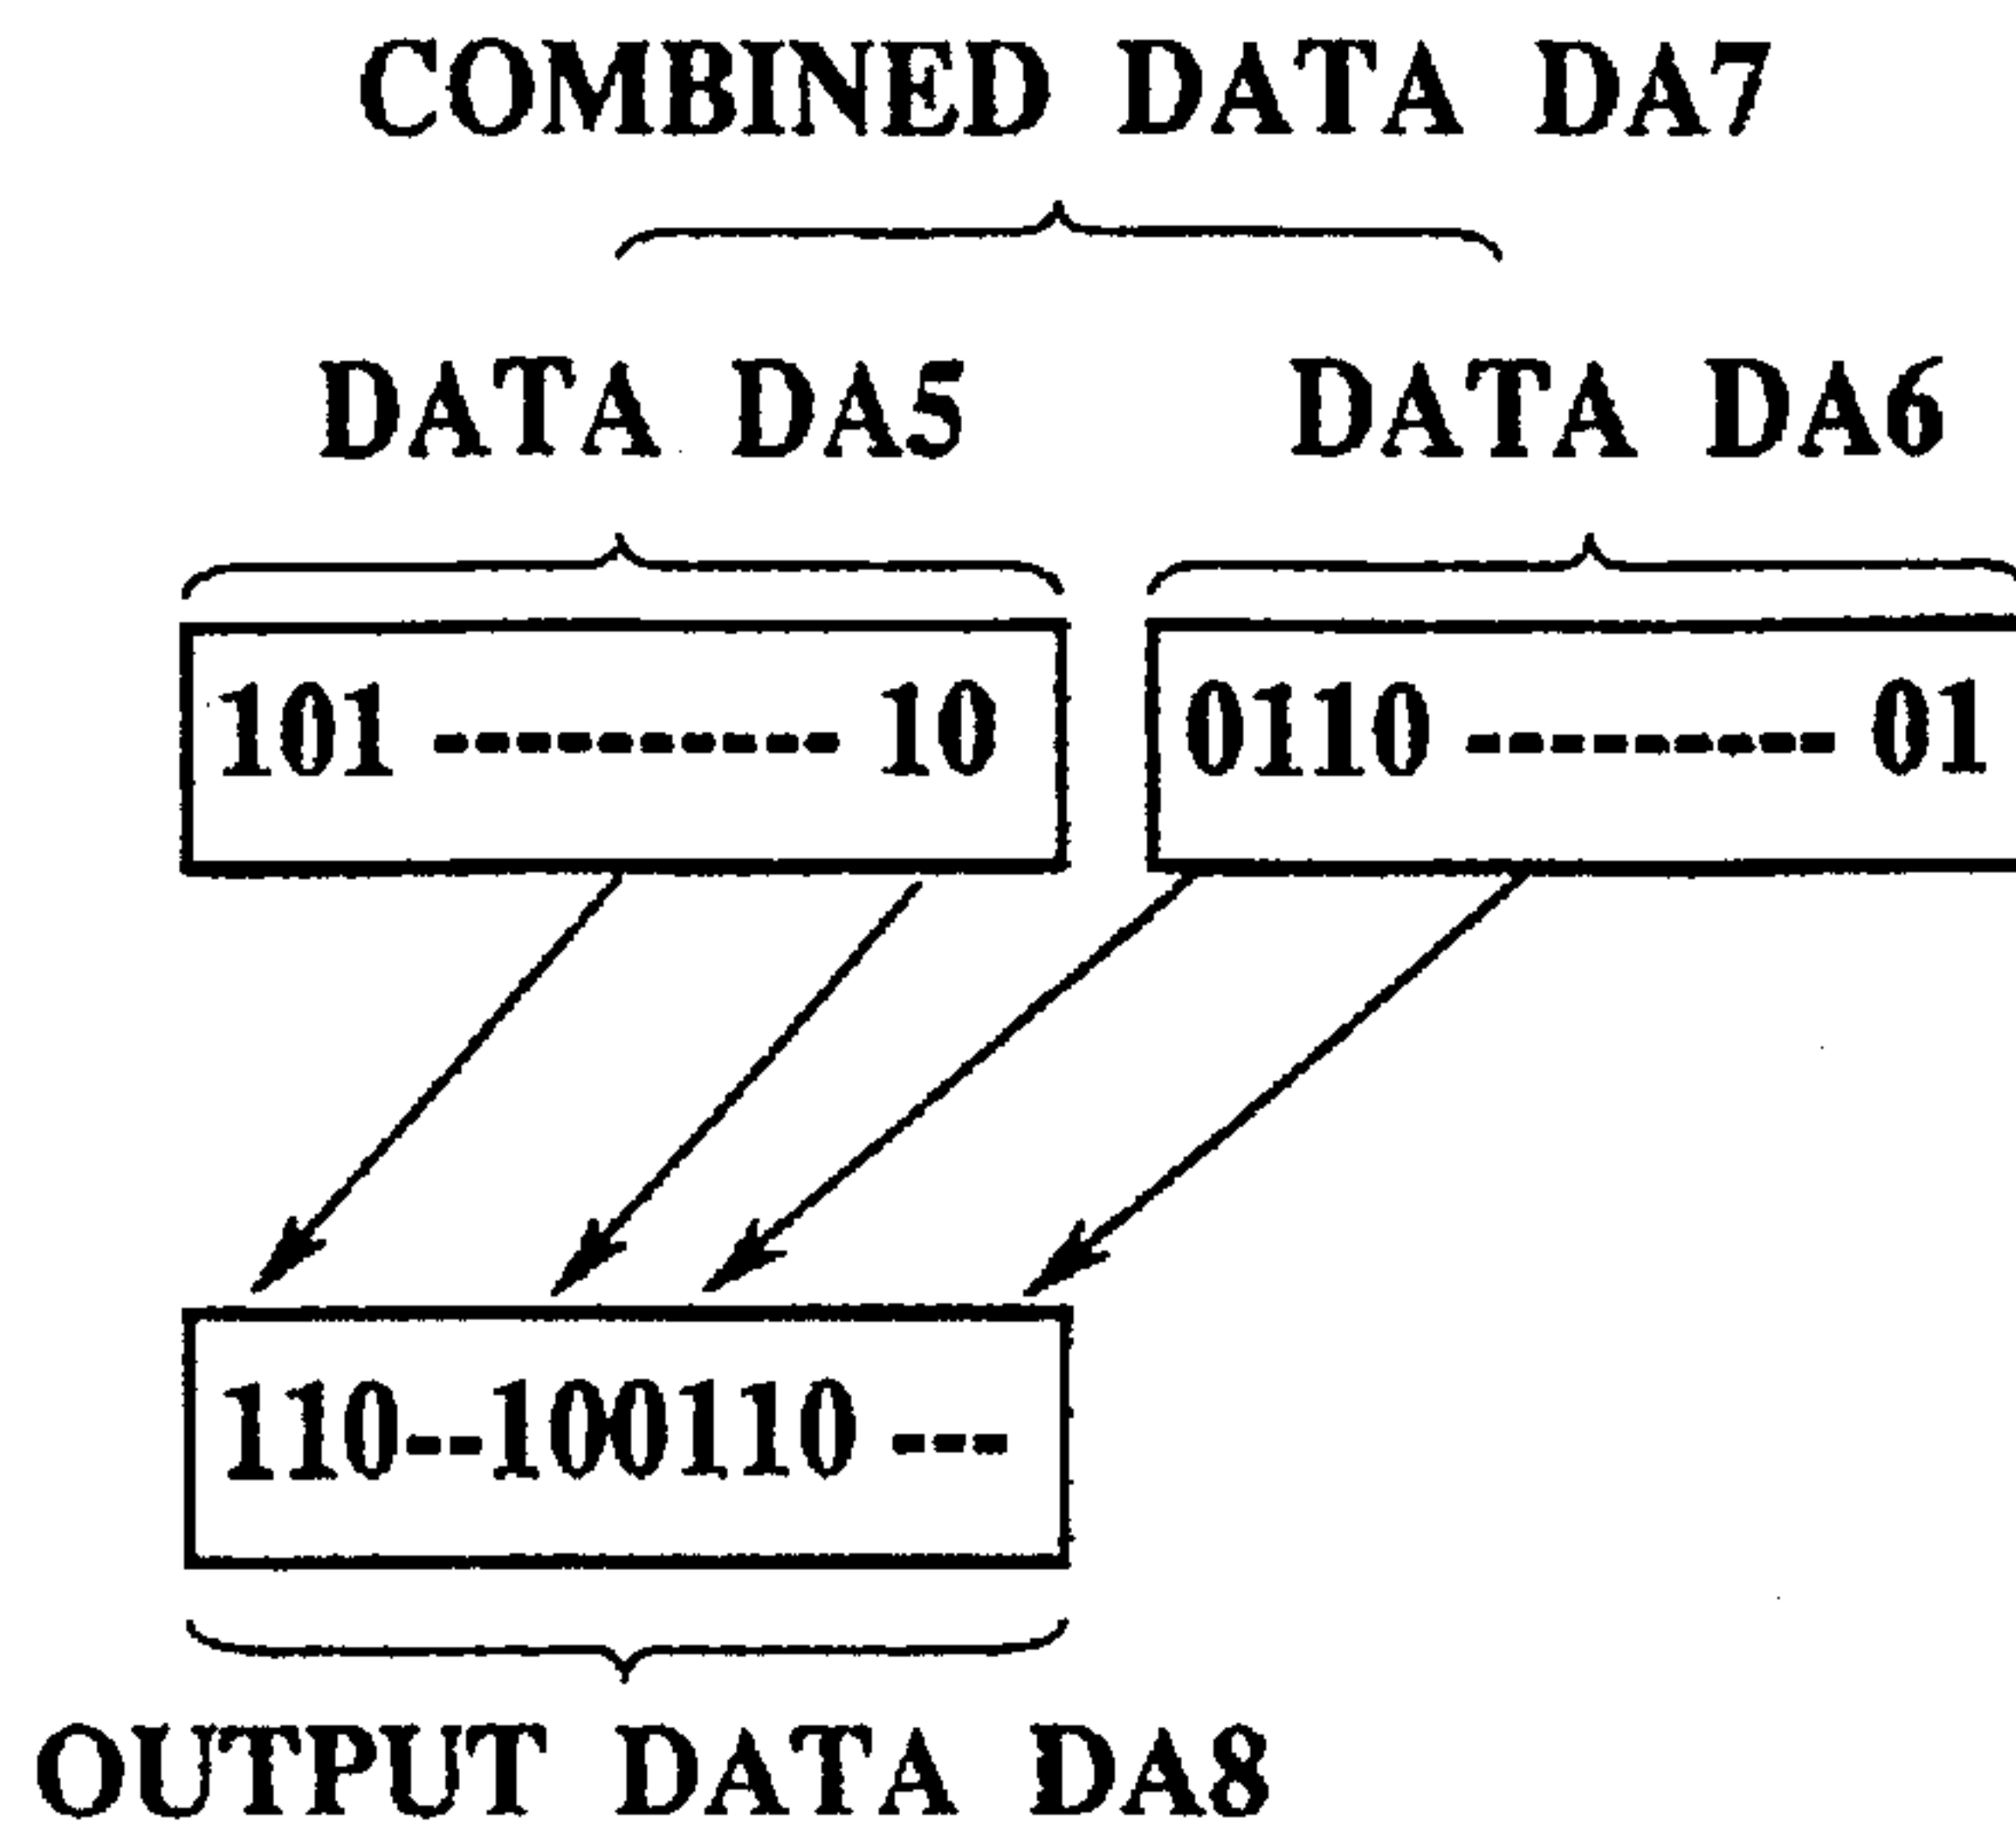 COMBINED DATA DA7
DATA DA5 DATA DA6
101 ---------- 10 0110 --------- 01
110--100110 ---
OUTPUT DATA DA8